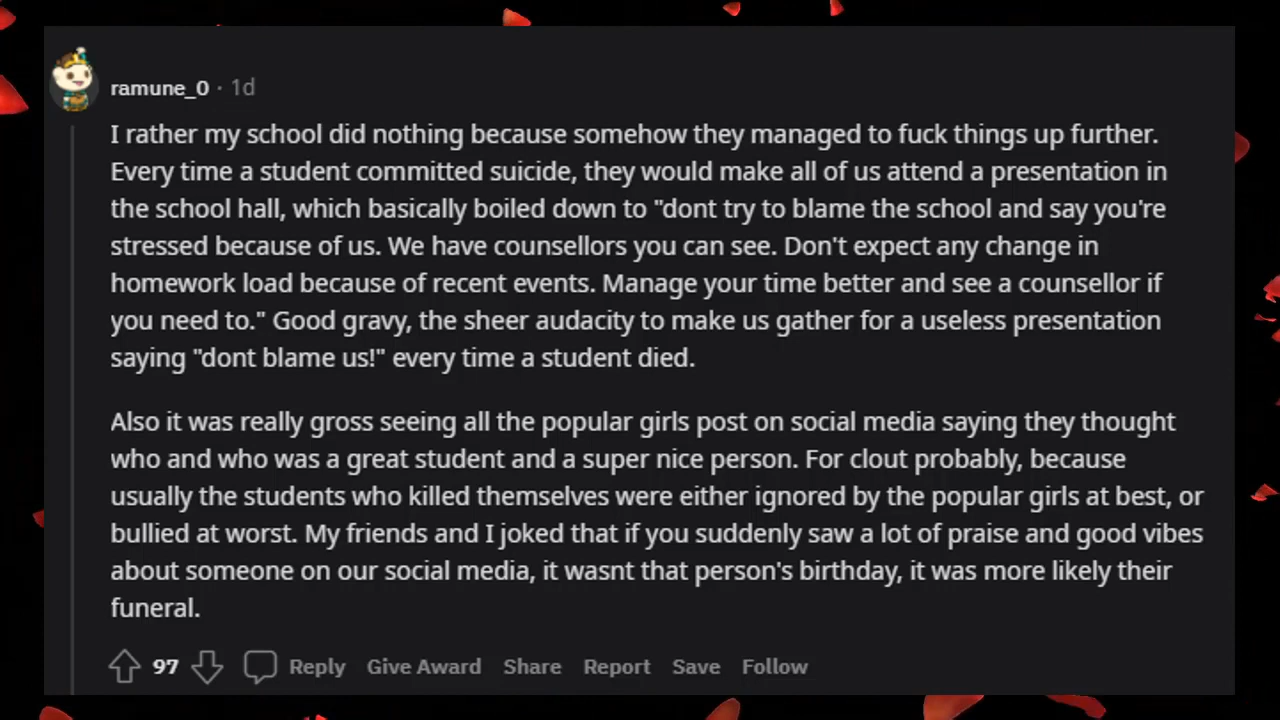 ramune_0 · 1d
I rather my school did nothing because somehow they managed to fuck things up further.
Every time a student committed suicide, they would make all of us attend a presentation in
the school hall, which basically boiled down to "dont try to blame the school and say you're
stressed because of us. We have counsellors you can see. Don't expect any change in
homework load because of recent events. Manage your time better and see a counsellor if
you need to." Good gravy, the sheer audacity to make us gather for a useless presentation
saying "dont blame us!" every time a student died.
Also it was really gross seeing all the popular girls post on social media saying they thought
who and who was a great student and a super nice person. For clout probably, because
usually the students who killed themselves were either ignored by the popular girls at best, or
bullied at worst. My friends and I joked that if you suddenly saw a lot of praise and good vibes
about someone on our social media, it wasnt that person's birthday, it was more likely their
funeral.
97 Reply Give Award Share Report Save Follow